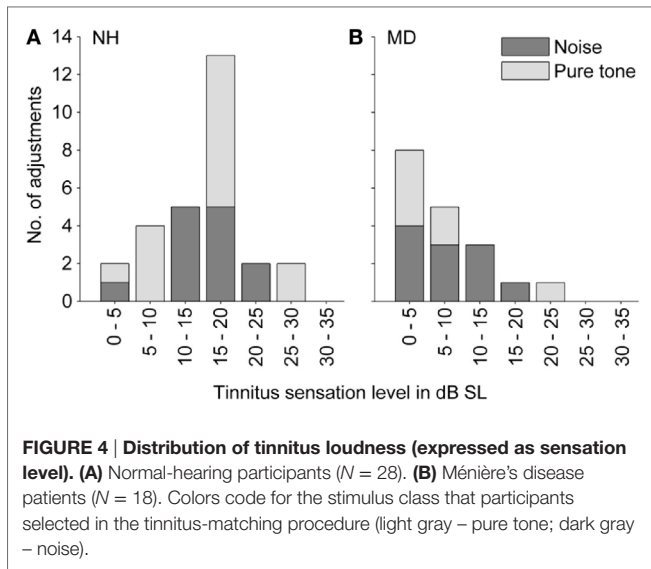 A NH
B MD
Noise
Pure tone
No. of adjustments
14
12
10
8
6
4
2
0
0 - 5
5 - 10
10 - 15
15 - 20
20 - 25
25 - 30
30 - 35
0 - 5
5 - 10
10 - 15
15 - 20
20 - 25
25 - 30
30 - 35
Tinnitus sensation level in dB SL
FIGURE 4 | Distribution of tinnitus loudness (expressed as sensation
level). (A) Normal-hearing participants (N = 28). (B) Ménière’s disease
patients (N = 18). Colors code for the stimulus class that participants
selected in the tinnitus-matching procedure (light gray – pure tone; dark gray
– noise).